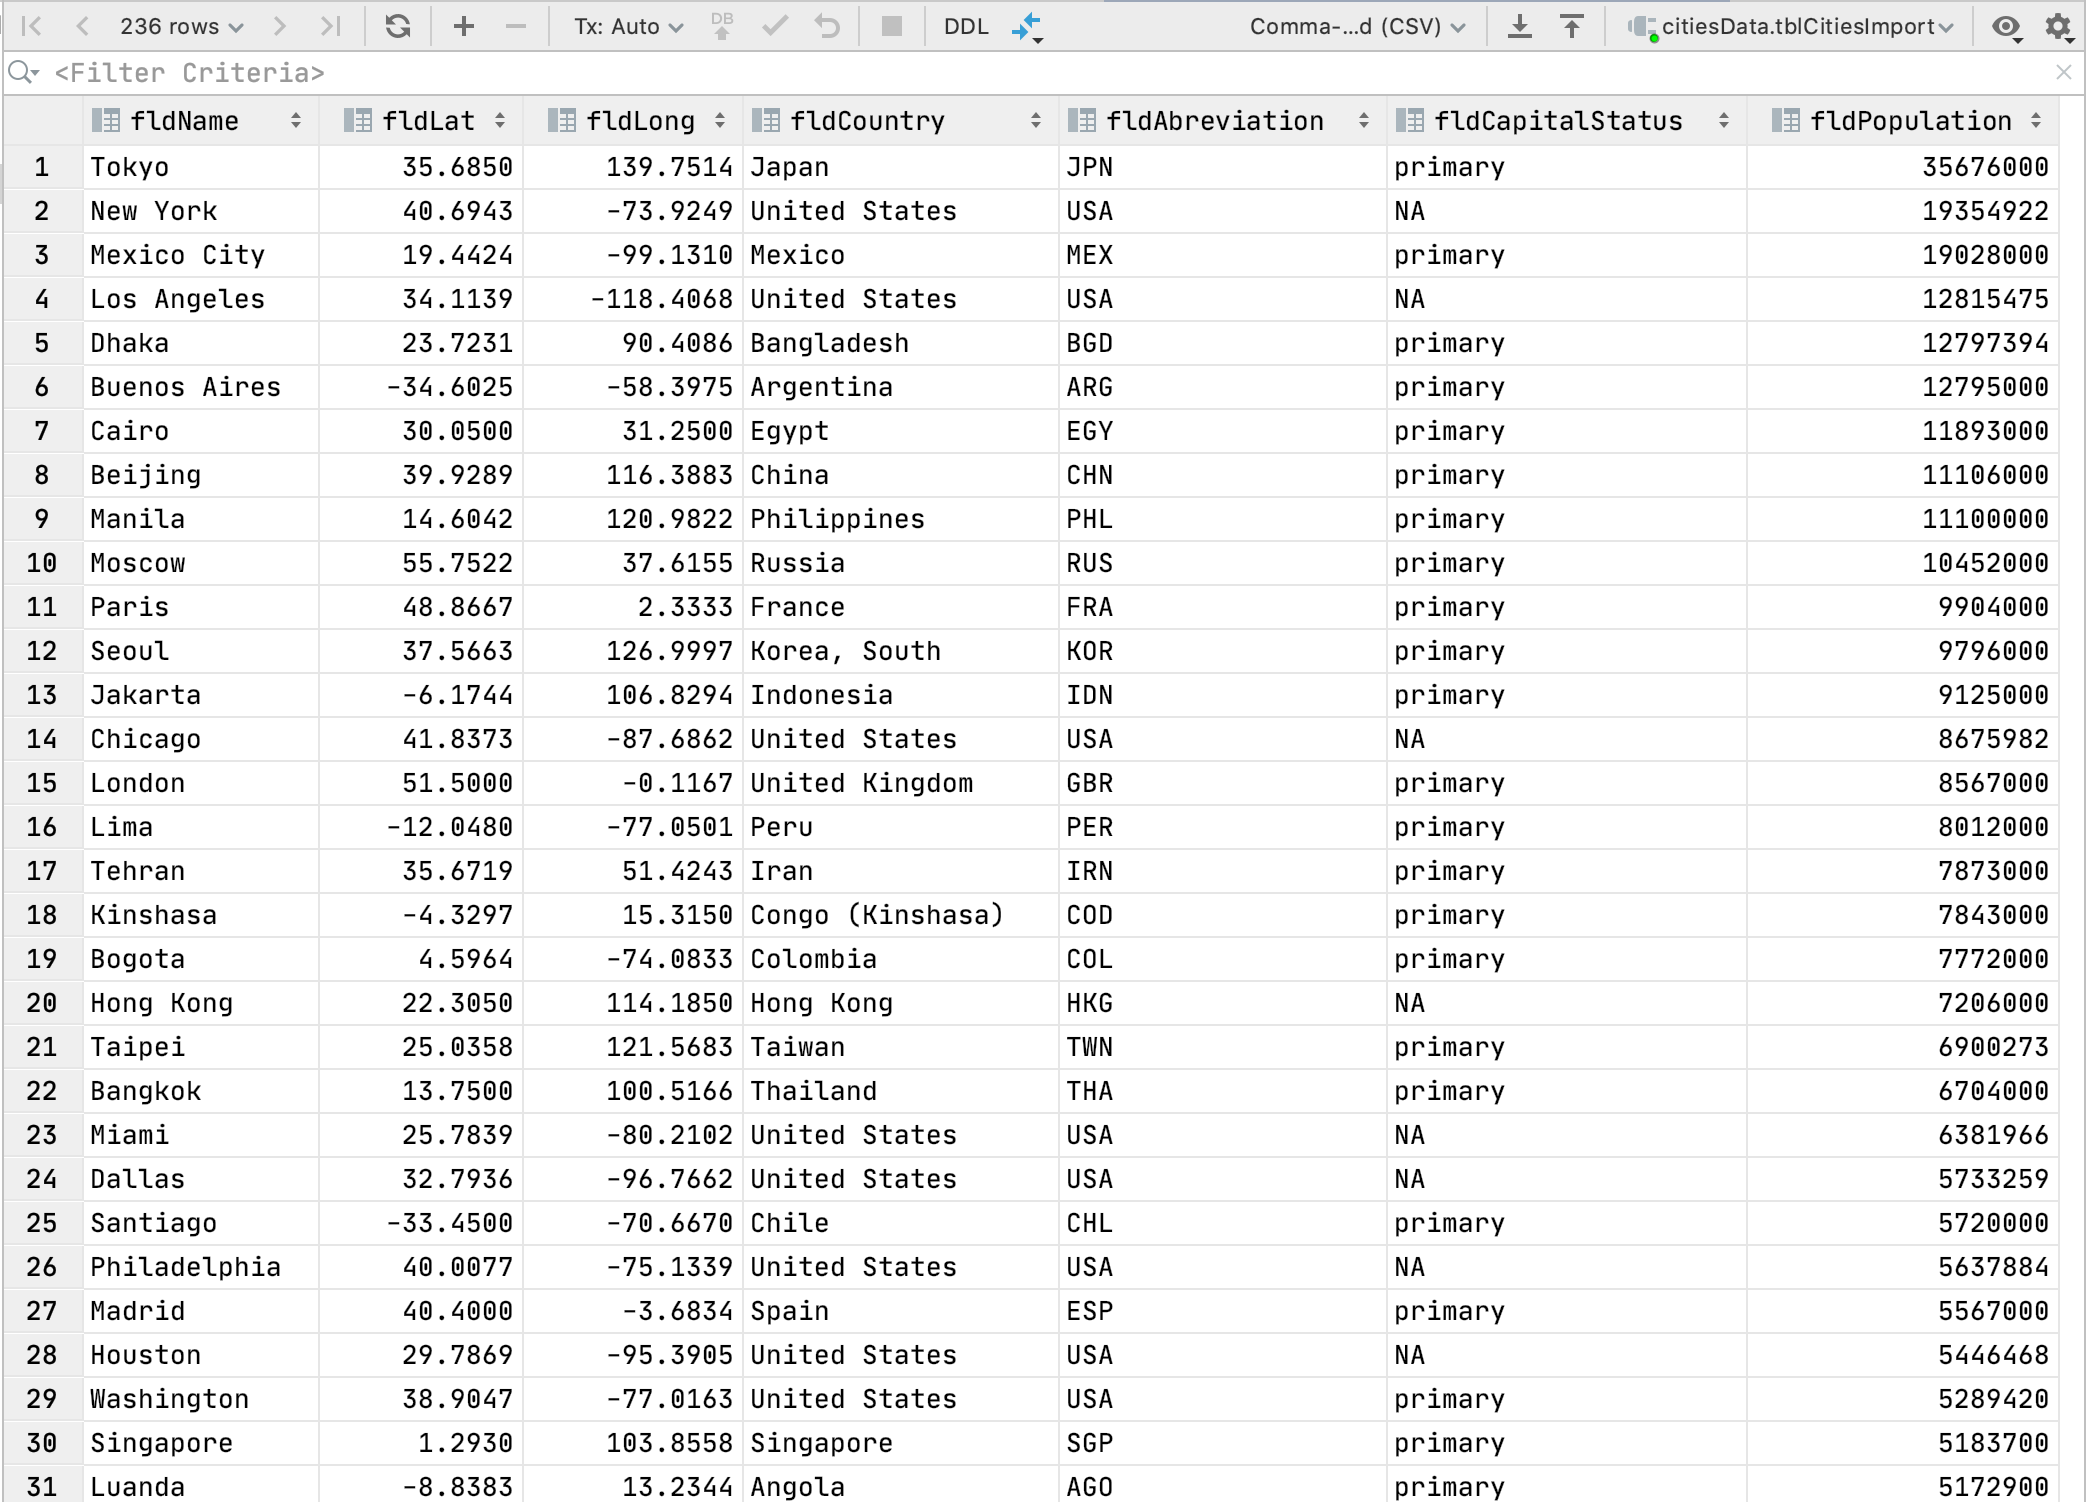 236 rows Tx: Auto DB DDL Comma-...d (CSV) citiesData.tblCitiesImport
<Filter Criteria>
fldName fldLat fldLong fldCountry fldAbreviation fldCapitalStatus fldPopulation
1 Tokyo 35.6850 139.7514 Japan JPN primary 35676000
2 New York 40.6943 -73.9249 United States USA NA 19354922
3 Mexico City 19.4424 -99.1310 Mexico MEX primary 19028000
4 Los Angeles 34.1139 -118.4068 United States USA NA 12815475
5 Dhaka 23.7231 90.4086 Bangladesh BGD primary 12797394
6 Buenos Aires -34.6025 -58.3975 Argentina ARG primary 12795000
7 Cairo 30.0500 31.2500 Egypt EGY primary 11893000
8 Beijing 39.9289 116.3883 China CHN primary 11106000
9 Manila 14.6042 120.9822 Philippines PHL primary 11100000
10 Moscow 55.7522 37.6155 Russia RUS primary 10452000
11 Paris 48.8667 2.3333 France FRA primary 9904000
12 Seoul 37.5663 126.9997 Korea, South KOR primary 9796000
13 Jakarta -6.1744 106.8294 Indonesia IDN primary 9125000
14 Chicago 41.8373 -87.6862 United States USA NA 8675982
15 London 51.5000 -0.1167 United Kingdom GBR primary 8567000
16 Lima -12.0480 -77.0501 Peru PER primary 8012000
17 Tehran 35.6719 51.4243 Iran IRN primary 7873000
18 Kinshasa -4.3297 15.3150 Congo (Kinshasa) COD primary 7843000
19 Bogota 4.5964 -74.0833 Colombia COL primary 7772000
20 Hong Kong 22.3050 114.1850 Hong Kong HKG NA 7206000
21 Taipei 25.0358 121.5683 Taiwan TWN primary 6900273
22 Bangkok 13.7500 100.5166 Thailand THA primary 6704000
23 Miami 25.7839 -80.2102 United States USA NA 6381966
24 Dallas 32.7936 -96.7662 United States USA NA 5733259
25 Santiago -33.4500 -70.6670 Chile CHL primary 5720000
26 Philadelphia 40.0077 -75.1339 United States USA NA 5637884
27 Madrid 40.4000 -3.6834 Spain ESP primary 5567000
28 Houston 29.7869 -95.3905 United States USA NA 5446468
29 Washington 38.9047 -77.0163 United States USA primary 5289420
30 Singapore 1.2930 103.8558 Singapore SGP primary 5183700
31 Luanda -8.8383 13.2344 Angola AGO primary 5172900